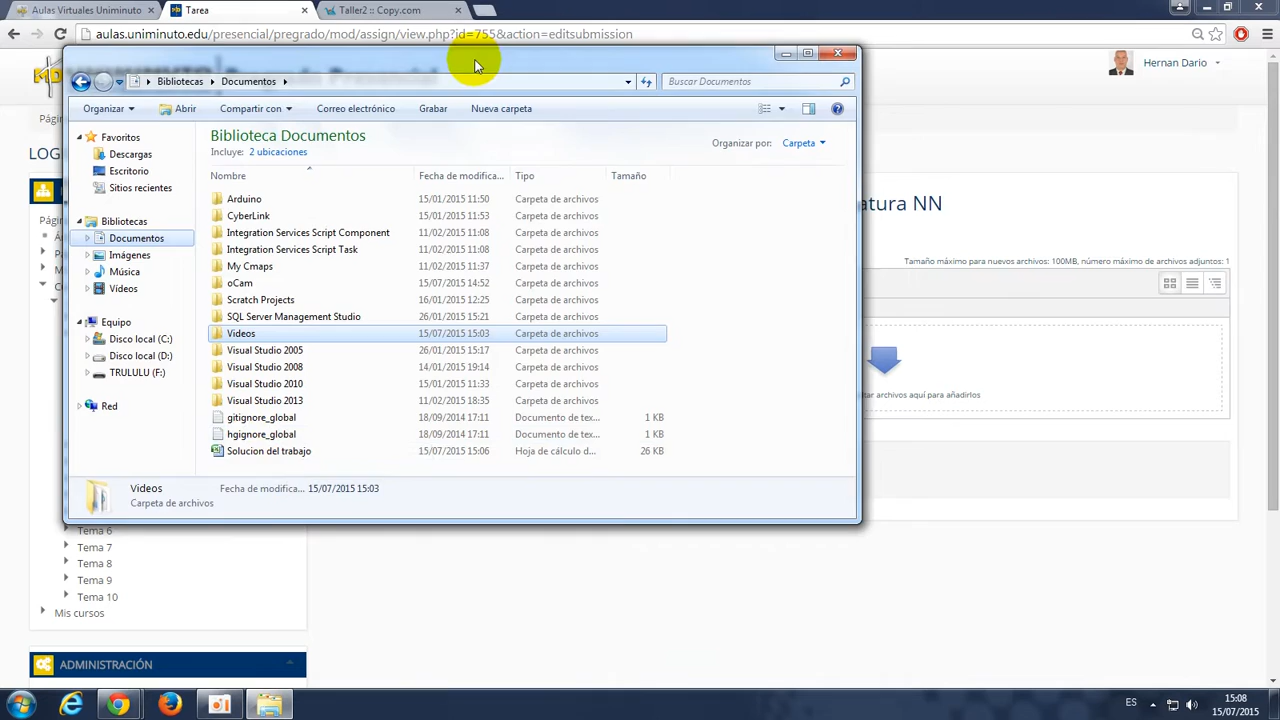 Aulas Virtuales Uniminuto
Tarea
Taller2 :: Copy.com
aulas.uniminuto.edu/presencial/pregrado/mod/assign/view.php?id=755&action=editsubmission
Hernan Dario
Bibliotecas
Documentos
Buscar Documentos
Organizar
Abrir
Compartir con
Correo electrónico
Grabar
Nueva carpeta
Favoritos
Descargas
Escritorio
Sitios recientes
Bibliotecas
Documentos
Imágenes
Música
Vídeos
Equipo
Disco local (C:)
Disco local (D:)
TRULULU (F:)
Red
Biblioteca Documentos
Incluye: 2 ubicaciones
Organizar por: Carpeta
Nombre Fecha de modifica... Tipo Tamaño
Arduino 15/01/2015 11:50 Carpeta de archivos
CyberLink 15/01/2015 11:53 Carpeta de archivos
Integration Services Script Component 11/02/2015 11:08 Carpeta de archivos
Integration Services Script Task 11/02/2015 11:08 Carpeta de archivos
My Cmaps 11/02/2015 11:37 Carpeta de archivos
oCam 15/07/2015 14:52 Carpeta de archivos
Scratch Projects 16/01/2015 12:25 Carpeta de archivos
SQL Server Management Studio 26/01/2015 15:21 Carpeta de archivos
Videos 15/07/2015 15:03 Carpeta de archivos
Visual Studio 2005 26/01/2015 15:17 Carpeta de archivos
Visual Studio 2008 14/01/2015 19:14 Carpeta de archivos
Visual Studio 2010 15/01/2015 11:33 Carpeta de archivos
Visual Studio 2013 11/02/2015 18:35 Carpeta de archivos
gitignore_global 18/09/2014 17:11 Documento de tex... 1 KB
hgignore_global 18/09/2014 17:11 Documento de tex... 1 KB
Solucion del trabajo 15/07/2015 15:06 Hoja de cálculo d... 26 KB
Videos Fecha de modifica... 15/07/2015 15:03
Carpeta de archivos
LOG
atura NN
Tamaño máximo para nuevos archivos: 100MB, número máximo de archivos adjuntos: 1
tar archivos aquí para añadirlos
Tema 6
Tema 7
Tema 8
Tema 9
Tema 10
Mis cursos
ADMINISTRACIÓN
ES
15:08
15/07/2015